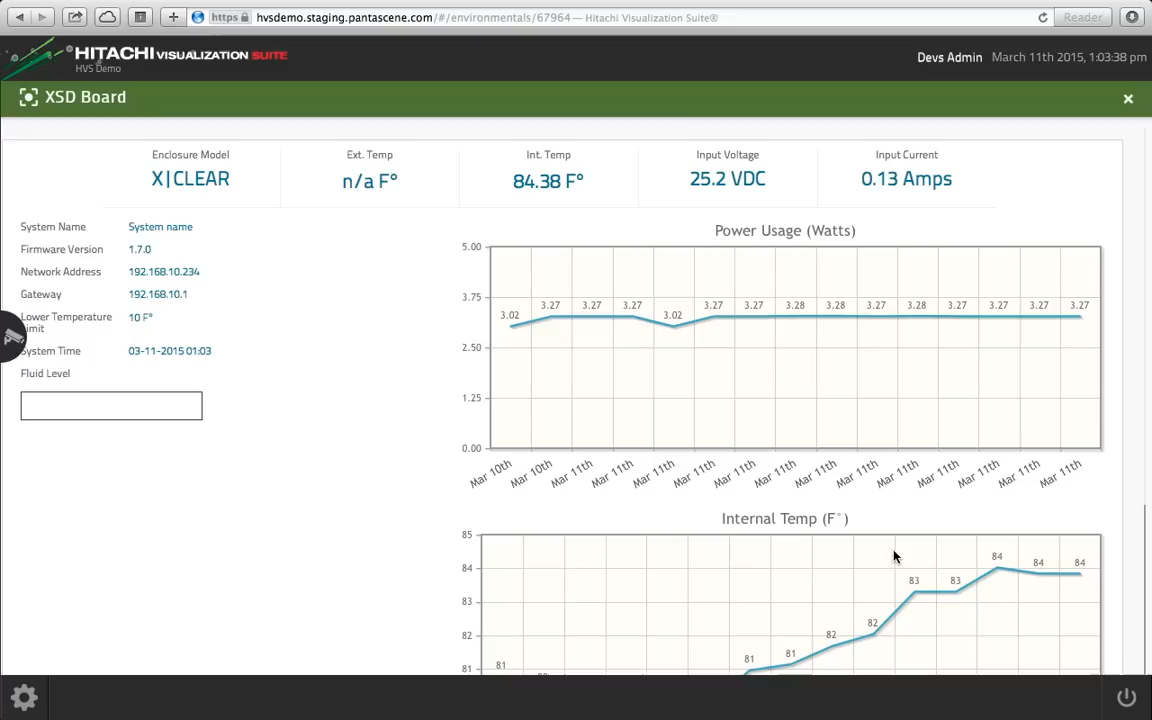 https hvsdemo.staging.pantascene.com/#/environmentals/67964 — Hitachi Visualization Suite® Reader
HITACHI VISUALIZATION SUITE
HVS Demo
Devs Admin March 11th 2015, 1:03:38 pm
XSD Board ×
Enclosure Model Ext. Temp Int. Temp Input Voltage Input Current
X|CLEAR n/a F° 84.38 F° 25.2 VDC 0.13 Amps
System Name System name
Firmware Version 1.7.0
Network Address 192.168.10.234
Gateway 192.168.10.1
Lower Temperature 10 F°
System Time 03-11-2015 01:03
Fluid Level
Power Usage (Watts)
5.00
3.75
2.50
1.25
0.00
3.02 3.27 3.27 3.27 3.02 3.27 3.27 3.28 3.28 3.27 3.28 3.27 3.27 3.27 3.27
Mar 10th Mar 10th Mar 11th Mar 11th Mar 11th Mar 11th Mar 11th Mar 11th Mar 11th Mar 11th Mar 11th Mar 11th Mar 11th Mar 11th Mar 11th
Internal Temp (F°)
85
84
83
82
81
81 81 81 82 82 83 83 84 84 84